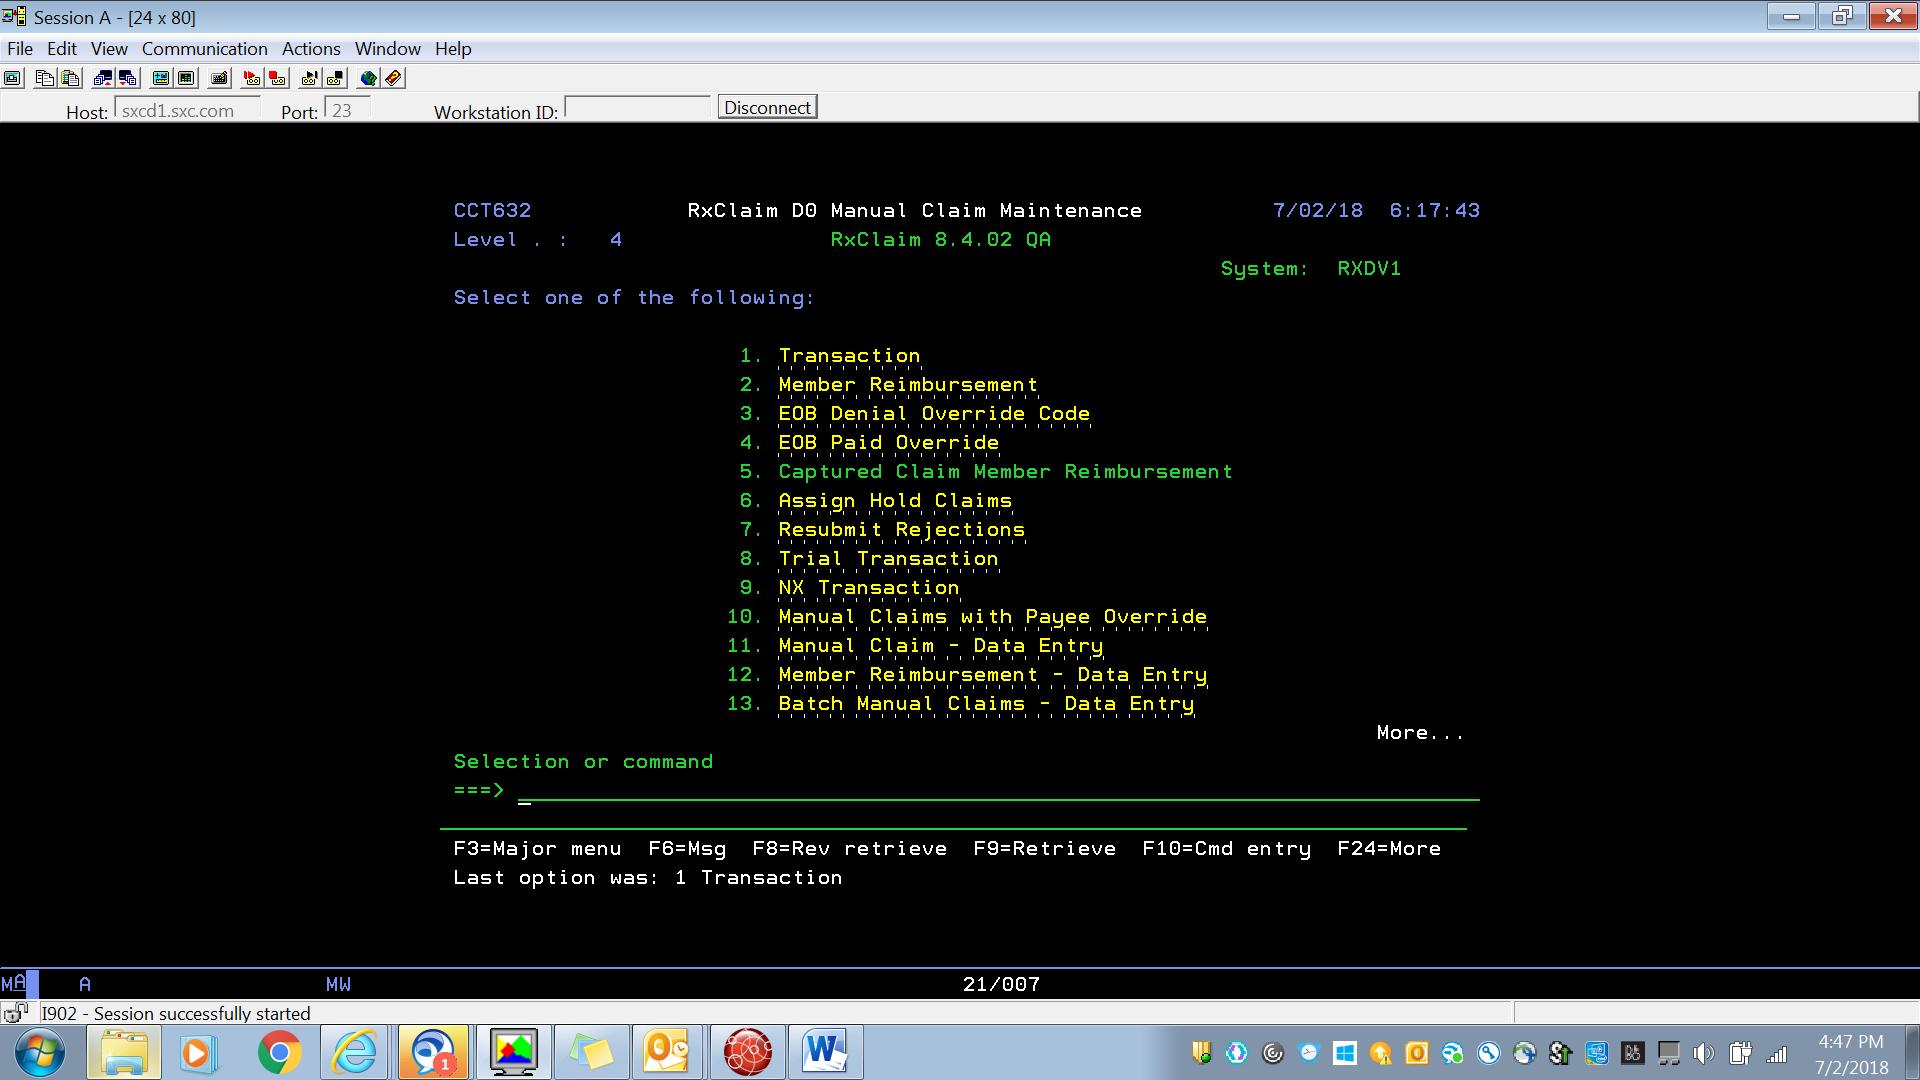 Session A - [24 x 80]
File Edit View Communication Actions Window Help
Host: sxcd1.sxc.com Port: 23 Workstation ID: Disconnect
CCT632 RxClaim D0 Manual Claim Maintenance 7/02/18 6:17:43
Level . : 4 RxClaim 8.4.02 QA
System: RXDV1
Select one of the following:
1. Transaction
2. Member Reimbursement
3. EOB Denial Override Code
4. EOB Paid Override
5. Captured Claim Member Reimbursement
6. Assign Hold Claims
7. Resubmit Rejections
8. Trial Transaction
9. NX Transaction
10. Manual Claims with Payee Override
11. Manual Claim - Data Entry
12. Member Reimbursement - Data Entry
13. Batch Manual Claims - Data Entry
More...
Selection or command
===>
F3=Major menu F6=Msg F8=Rev retrieve F9=Retrieve F10=Cmd entry F24=More
Last option was: 1 Transaction
MA A MW 21/007
I902 - Session successfully started
1
4:47 PM
7/2/2018